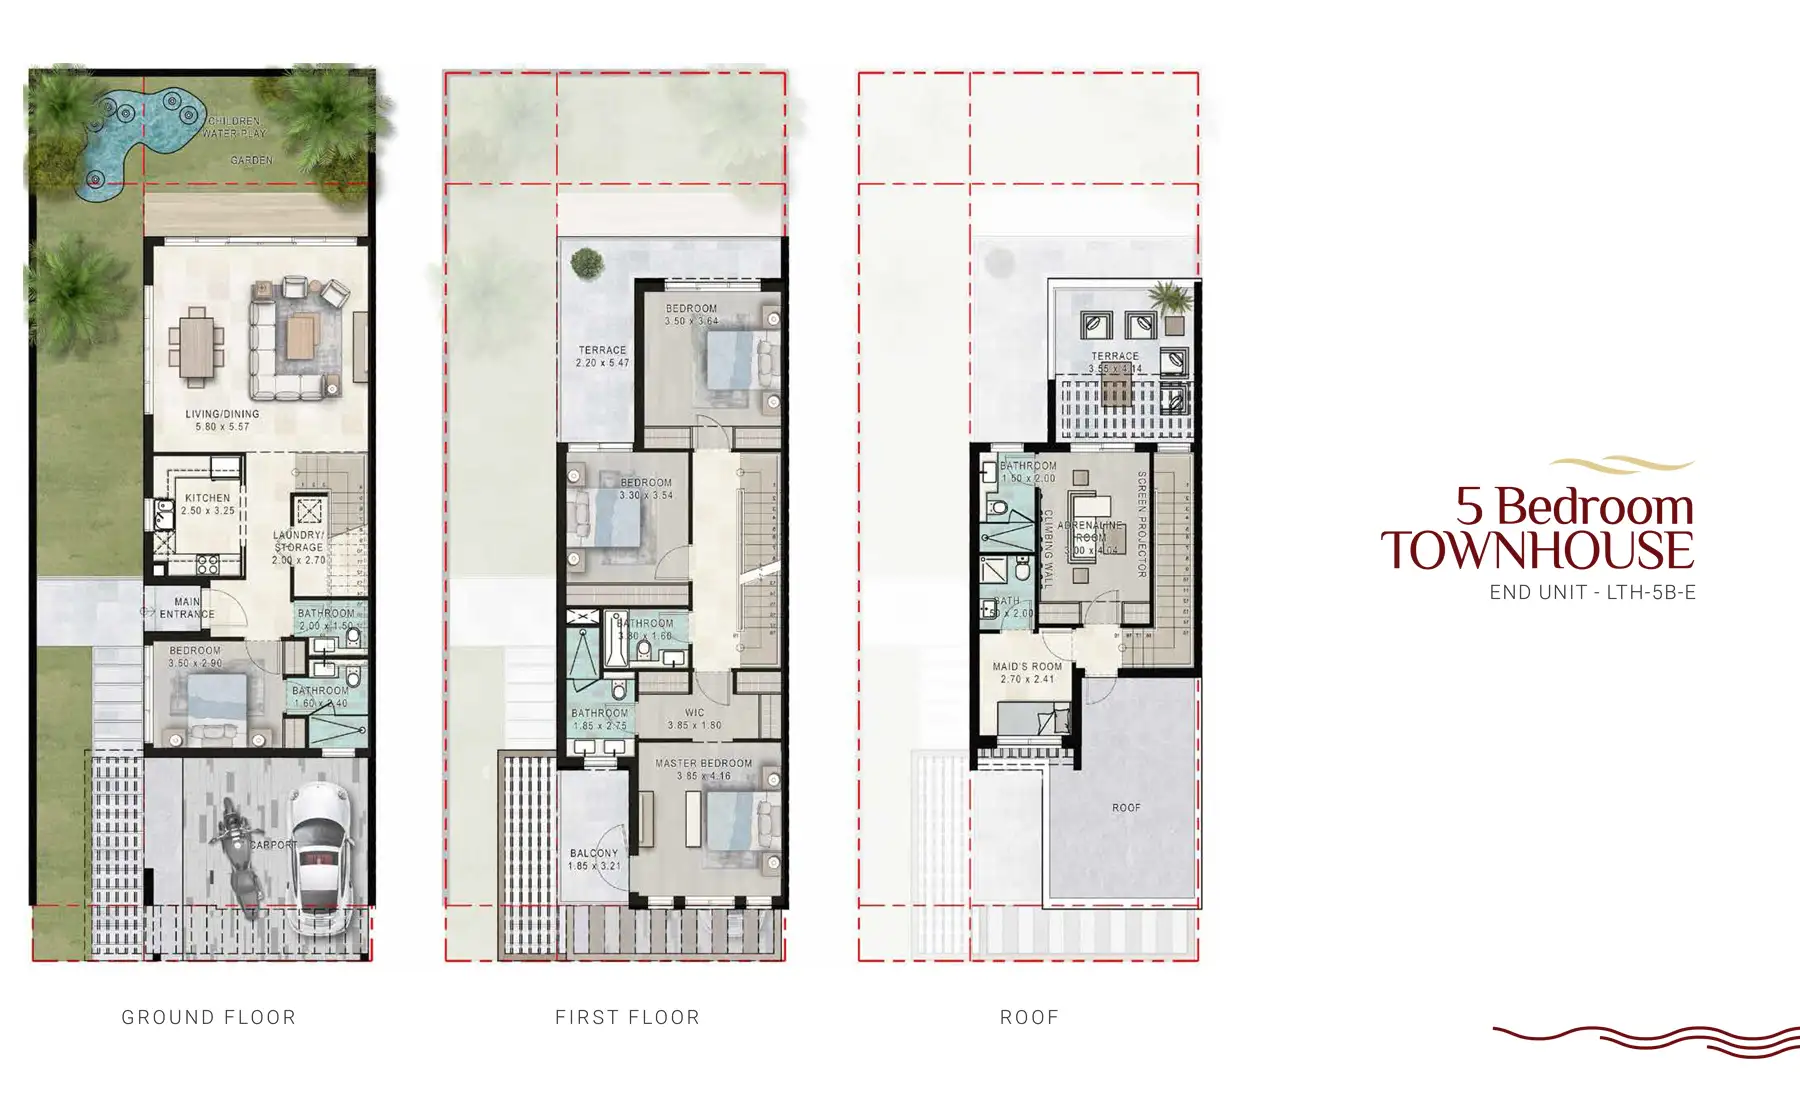 CHILDREN
WATER PLAY
GARDEN
LIVING/DINING
5.80 x 5.57
KITCHEN
2.50 x 3.25
LAUNDRY/
STORAGE
2.00 x 2.70
MAIN
ENTRANCE
BATHROOM
2.00 x 1.50
BEDROOM
3.50 x 2.90
BATHROOM
1.60 x 2.40
CARPORT
GROUND FLOOR
BEDROOM
3.50 x 3.64
TERRACE
2.20 x 5.47
BEDROOM
3.30 x 3.54
BATHROOM
3.80 x 1.60
BATHROOM
1.85 x 2.75
WIC
3.85 x 1.80
MASTER BEDROOM
3.85 x 4.16
BALCONY
1.85 x 3.21
FIRST FLOOR
TERRACE
3.55 x 4.14
BATHROOM
1.50 x 2.00
CLIMBING WALL
ADRENALINE
ROOM
3.00 x 4.04
SCREEN PROJECTOR
BATH
MAID'S ROOM
2.70 x 2.41
ROOF
ROOF
5 Bedroom
TOWNHOUSE
END UNIT - LTH-5B-E